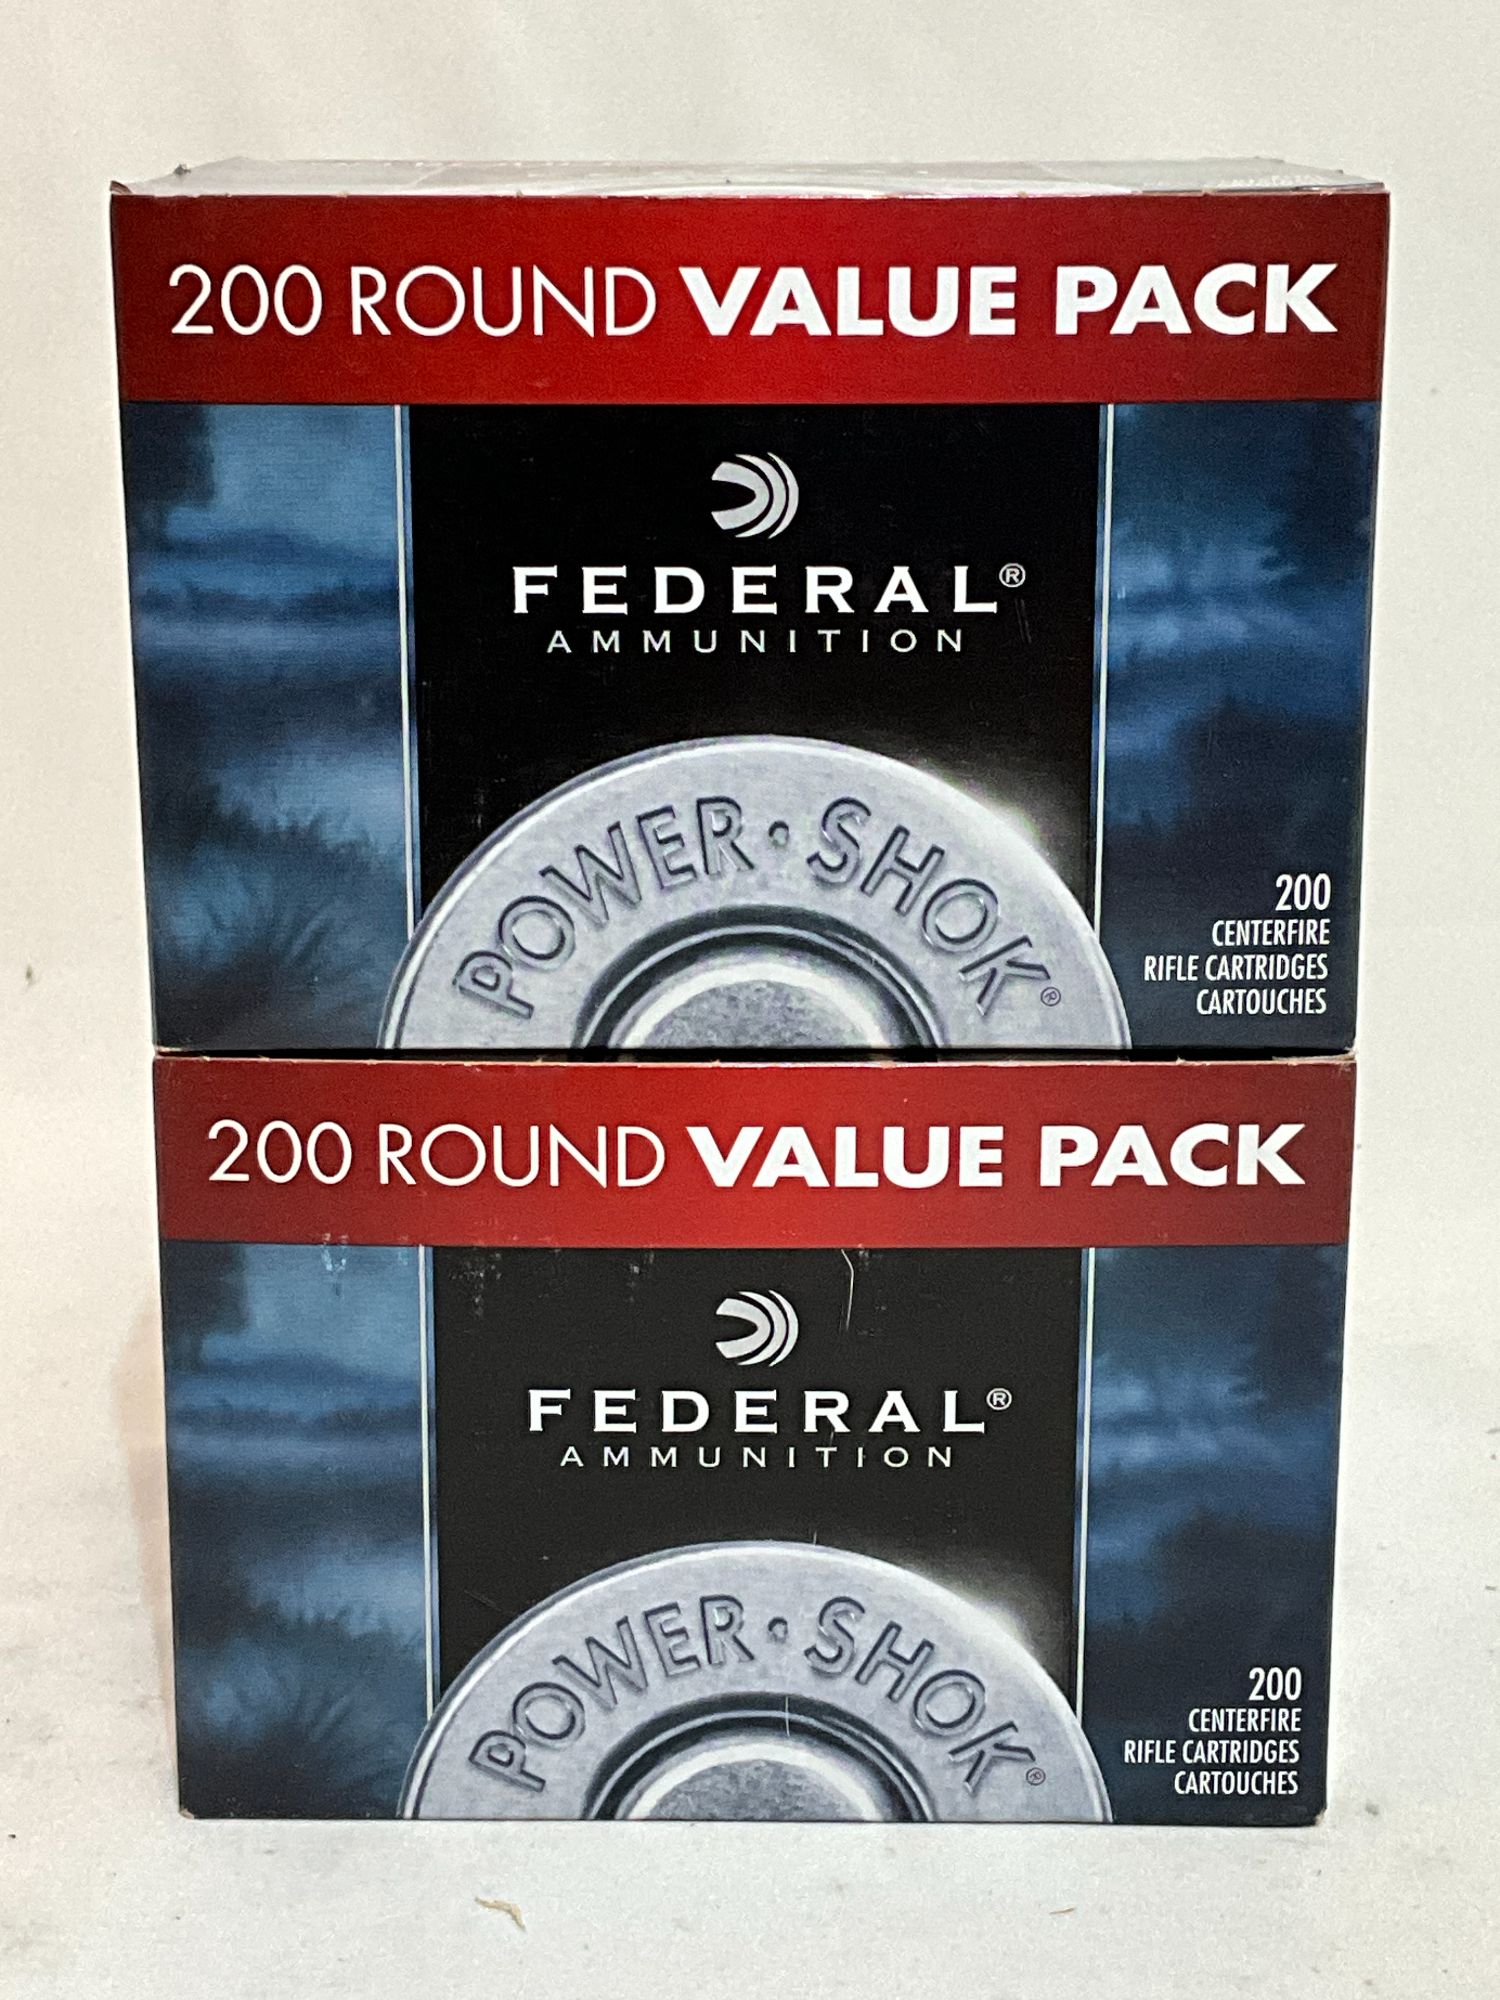 200 ROUND VALUE PACK
FEDERAL®
AMMUNITION
POWER·SHOK®
200
CENTERFIRE
RIFLE CARTRIDGES
CARTOUCHES
200 ROUND VALUE PACK
FEDERAL®
AMMUNITION
POWER·SHOK®
200
CENTERFIRE
RIFLE CARTRIDGES
CARTOUCHES